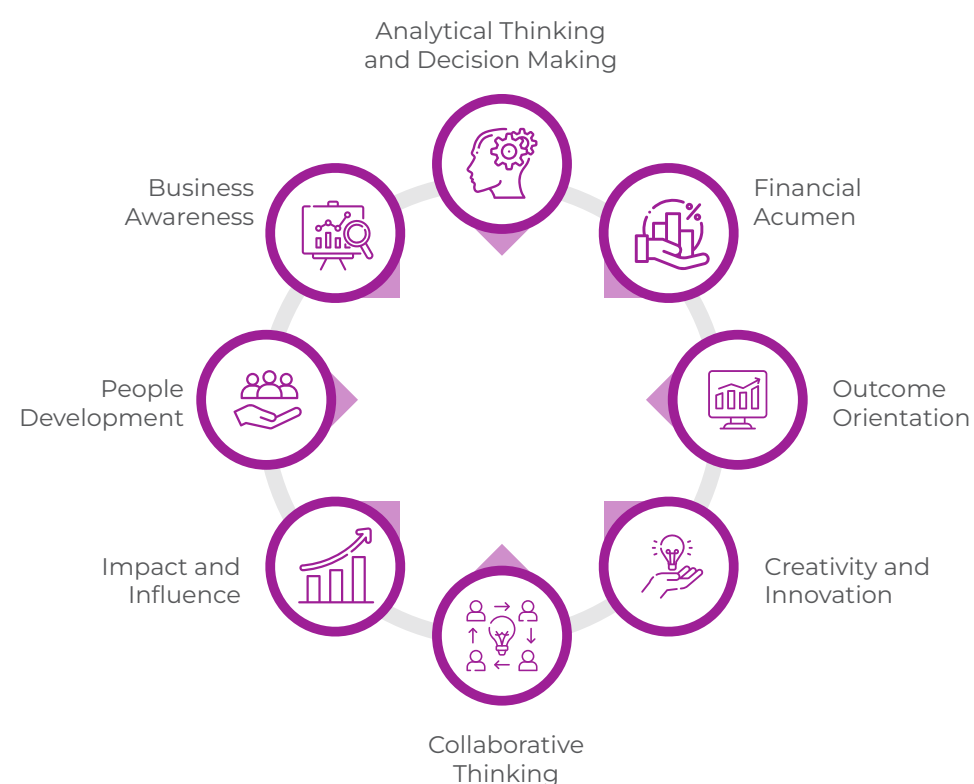 Analytical Thinking
and Decision Making
Business
Awareness
Financial
Acumen
%
People
Development
Outcome
Orientation
Impact and
Influence
Creativity and
Innovation
Collaborative
Thinking